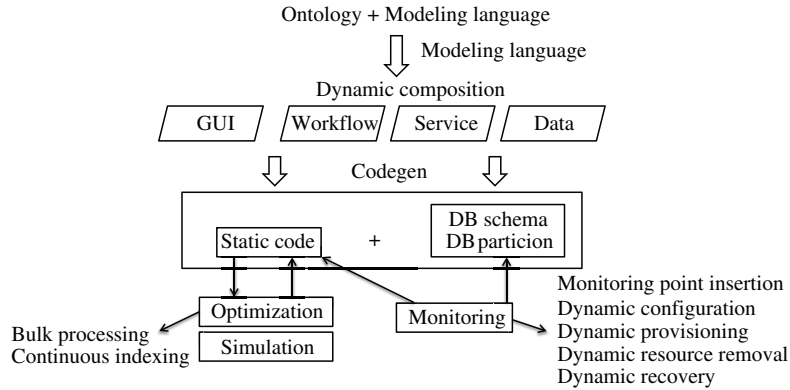 Ontology + Modeling language
Modeling language
Dynamic composition
GUI
Workflow
Service
Data
Codegen
Static code
+
DB schema
DB particion
Optimization
Simulation
Bulk processing
Continuous indexing
Monitoring
Monitoring point insertion
Dynamic configuration
Dynamic provisioning
Dynamic resource removal
Dynamic recovery